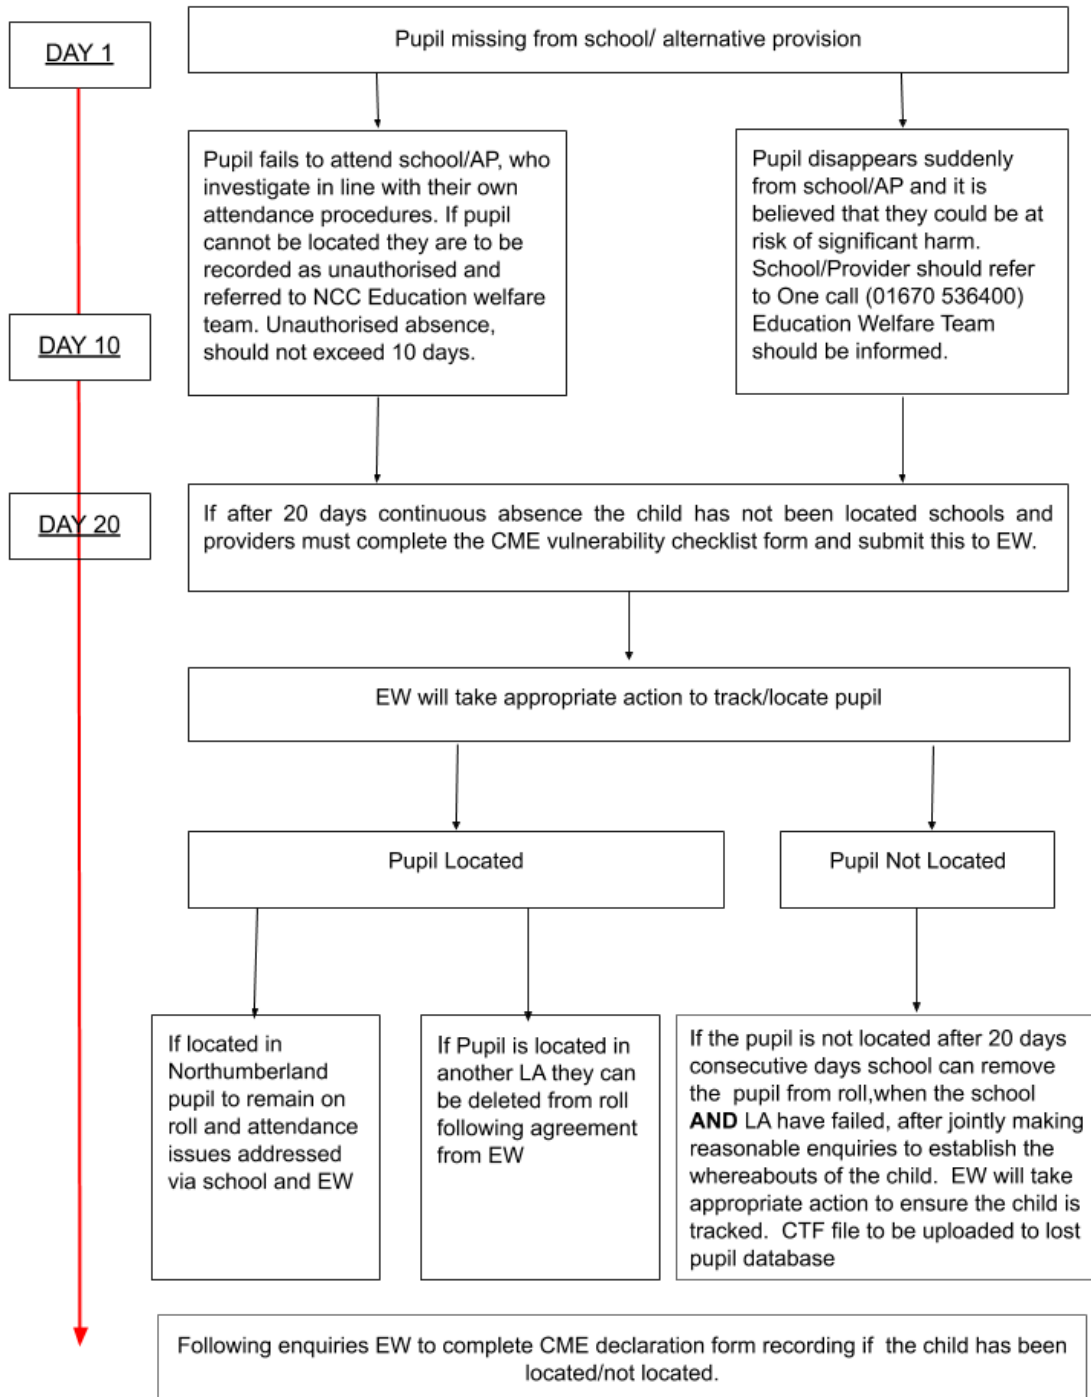 DAY 1
Pupil missing from school/ alternative provision
Pupil fails to attend school/AP, who
investigate in line with their own
attendance procedures. If pupil
cannot be located they are to be
recorded as unauthorised and
referred to NCC Education welfare
team. Unauthorised absence,
should not exceed 10 days.
Pupil disappears suddenly
from school/AP and it is
believed that they could be at
risk of significant harm.
School/Provider should refer
to One call (01670 536400)
Education Welfare Team
should be informed.
DAY 10
DAY 20
If after 20 days continuous absence the child has not been located schools and
providers must complete the CME vulnerability checklist form and submit this to EW.
EW will take appropriate action to track/locate pupil
Pupil Located
Pupil Not Located
If located in
Northumberland
pupil to remain on
roll and attendance
issues addressed
via school and EW
If Pupil is located in
another LA they can
be deleted from roll
following agreement
from EW
If the pupil is not located after 20 days
consecutive days school can remove
the pupil from roll,when the school
AND LA have failed, after jointly making
reasonable enquiries to establish the
whereabouts of the child. EW will take
appropriate action to ensure the child is
tracked. CTF file to be uploaded to lost
pupil database
Following enquiries EW to complete CME declaration form recording if the child has been
located/not located.